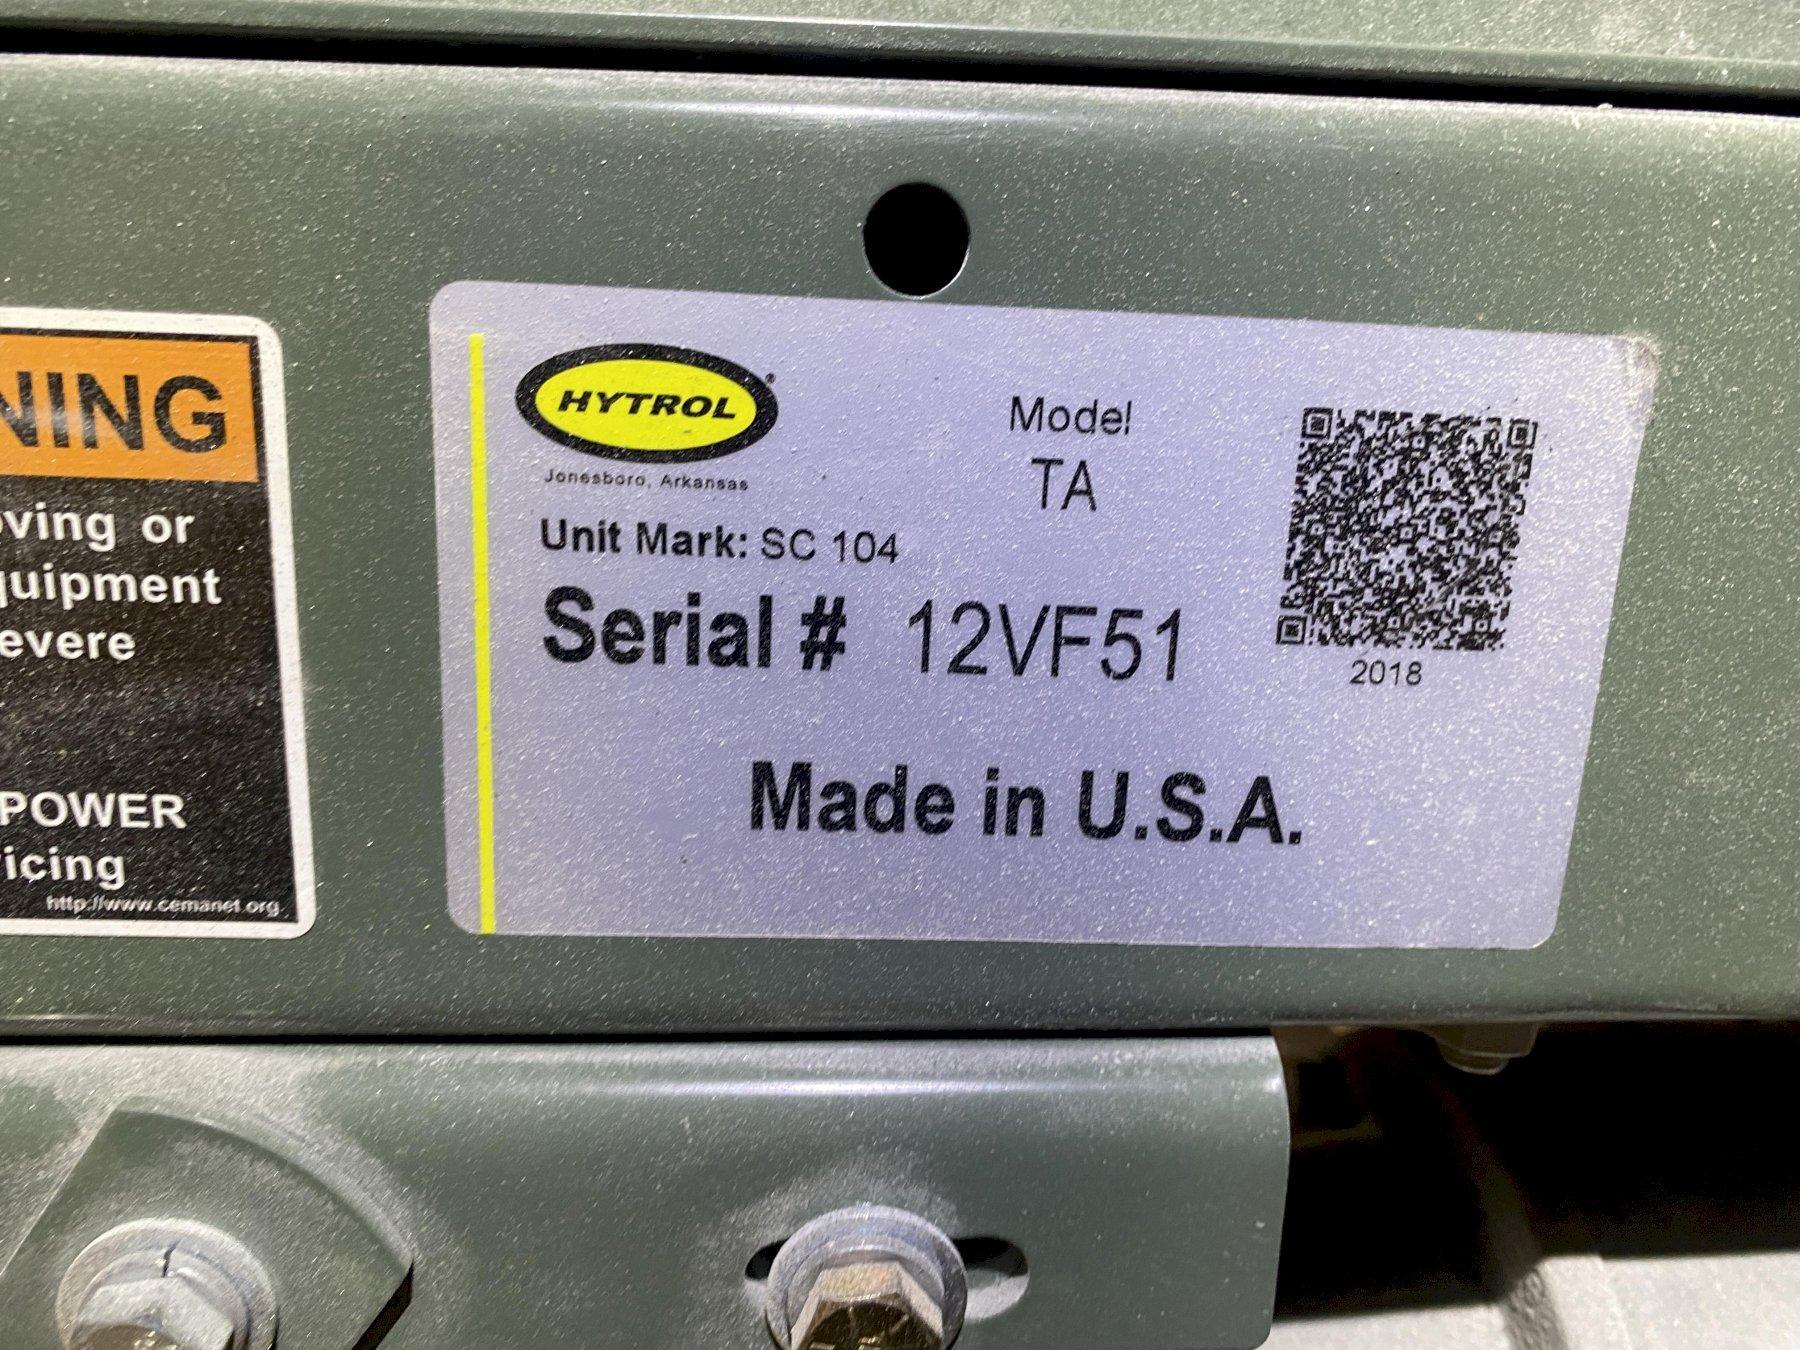 NING
ving or
quipment
evere
POWER
icing
http://www.cemanet.org
HYTROL®
Jonesboro, Arkansas
Model
TA
Unit Mark: SC 104
Serial # 12VF51
2018
Made in U.S.A.